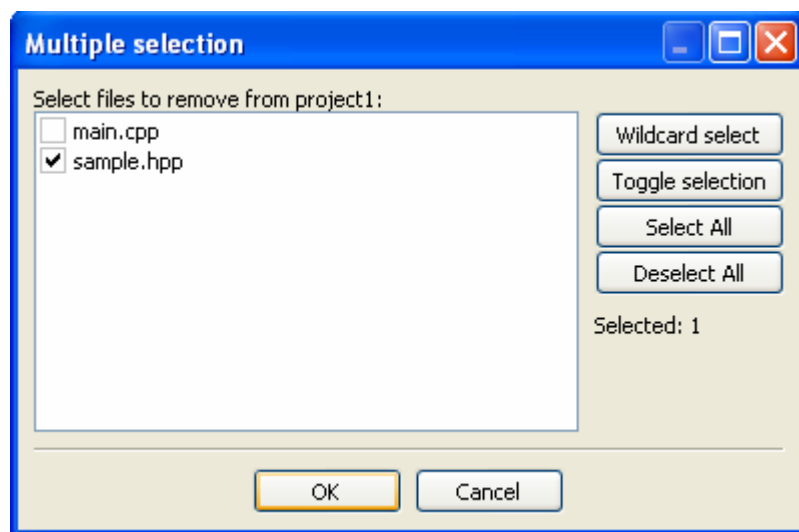 Multiple selection
Select files to remove from project1:
main.cpp
sample.hpp
Wildcard select
Toggle selection
Select All
Deselect All
Selected: 1
OK
Cancel